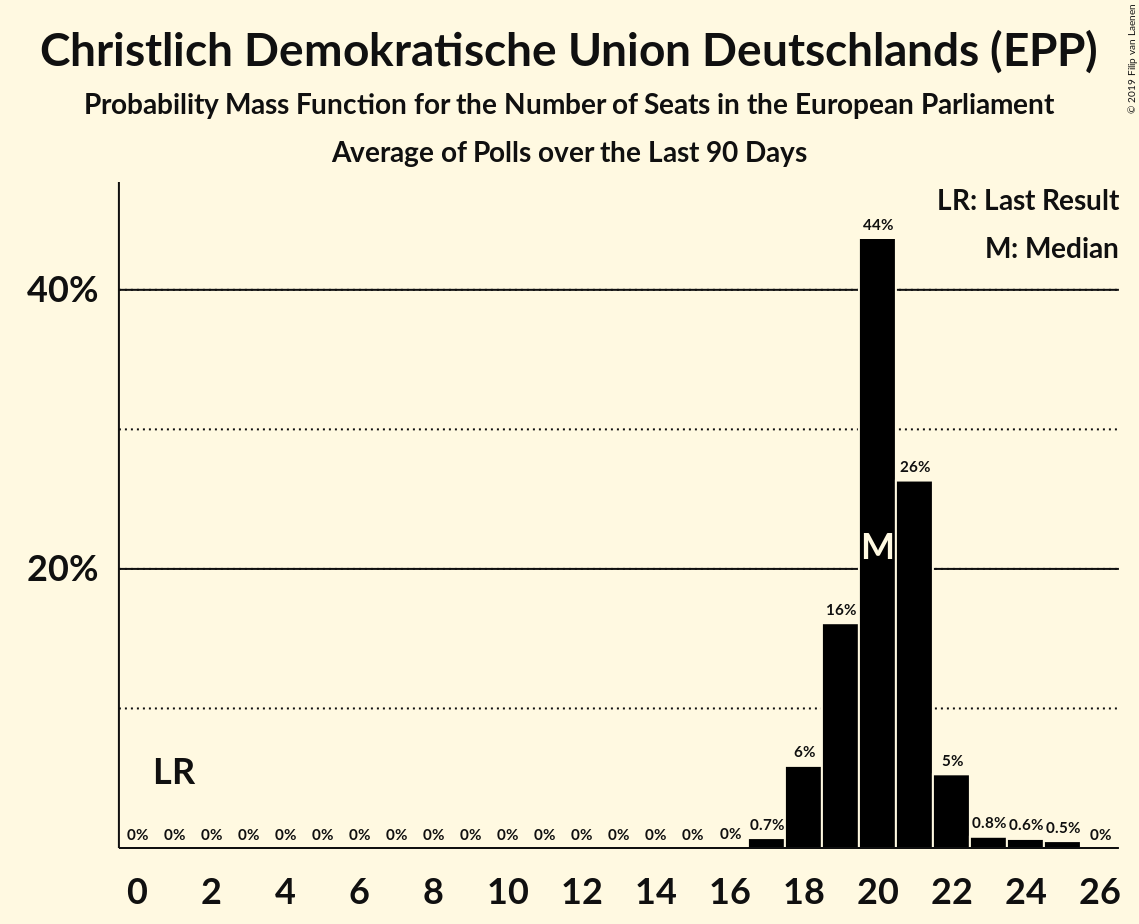 Christlich Demokratische Union Deutschlands (EPP)
Probability Mass Function for the Number of Seats in the European Parliament
Average of Polls over the Last 90 Days
© 2019 Filip van Laenen
LR: Last Result
M: Median
44%
40%
26%
M
20%
16%
6%
5%
LR
0% 0% 0% 0% 0% 0% 0% 0% 0% 0% 0% 0% 0% 0% 0% 0% 0% 0.7% 0.8% 0.6% 0.5% 0%
0 2 4 6 8 10 12 14 16 18 20 22 24 26